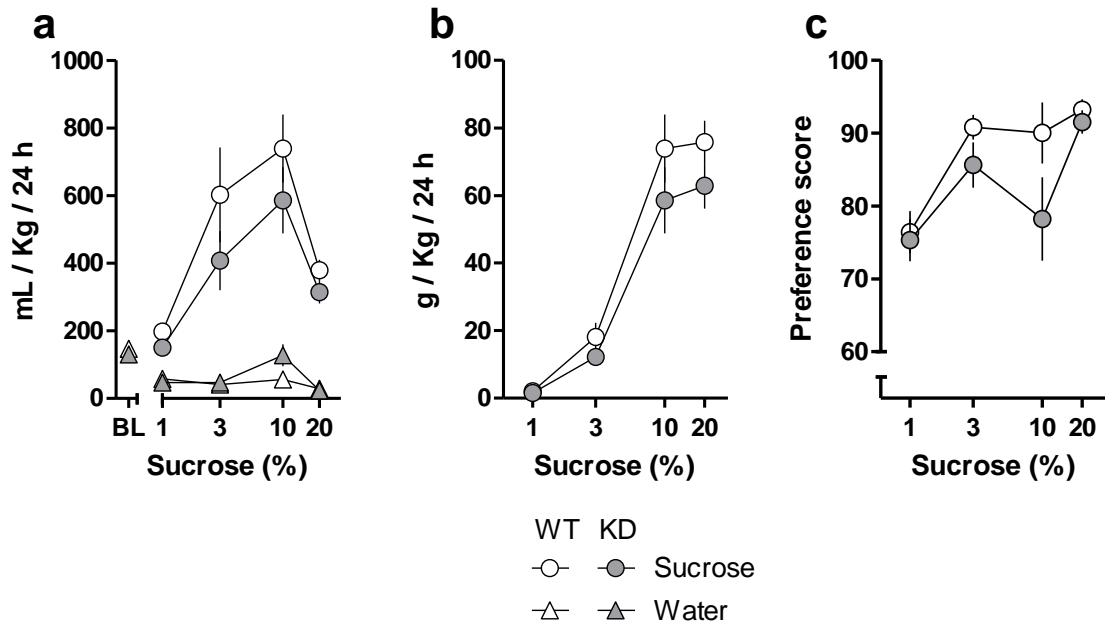 a
1000
800
600
400
200
0
mL / Kg / 24 h
BL 1 3 10 20
Sucrose (%)
b
100
80
60
40
20
0
g / Kg / 24 h
1 3 10 20
Sucrose (%)
c
100
90
80
70
60
Preference score
1 3 10 20
Sucrose (%)
WT KD
Sucrose
Water